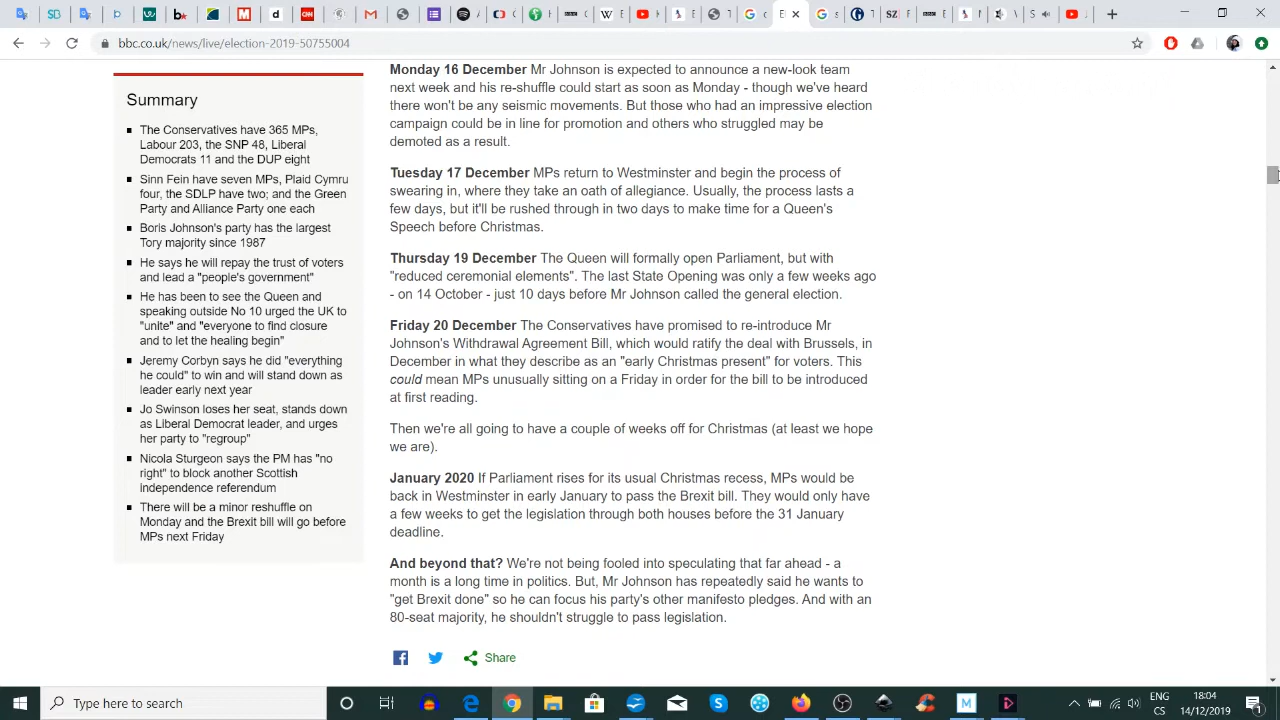 bbc.co.uk/news/live/election-2019-50755004
Summary
The Conservatives have 365 MPs,
Labour 203, the SNP 48, Liberal
Democrats 11 and the DUP eight
Sinn Fein have seven MPs, Plaid Cymru
four, the SDLP have two; and the Green
Party and Alliance Party one each
Boris Johnson's party has the largest
Tory majority since 1987
He says he will repay the trust of voters
and lead a "people's government"
He has been to see the Queen and
speaking outside No 10 urged the UK to
"unite" and "everyone to find closure
and to let the healing begin"
Jeremy Corbyn says he did "everything
he could" to win and will stand down as
leader early next year
Jo Swinson loses her seat, stands down
as Liberal Democrat leader, and urges
her party to "regroup"
Nicola Sturgeon says the PM has "no
right" to block another Scottish
independence referendum
There will be a minor reshuffle on
Monday and the Brexit bill will go before
MPs next Friday
Monday 16 December Mr Johnson is expected to announce a new-look team
next week and his re-shuffle could start as soon as Monday - though we've heard
there won't be any seismic movements. But those who had an impressive election
campaign could be in line for promotion and others who struggled may be
demoted as a result.
Tuesday 17 December MPs return to Westminster and begin the process of
swearing in, where they take an oath of allegiance. Usually, the process lasts a
few days, but it'll be rushed through in two days to make time for a Queen's
Speech before Christmas.
Thursday 19 December The Queen will formally open Parliament, but with
"reduced ceremonial elements". The last State Opening was only a few weeks ago
- on 14 October - just 10 days before Mr Johnson called the general election.
Friday 20 December The Conservatives have promised to re-introduce Mr
Johnson's Withdrawal Agreement Bill, which would ratify the deal with Brussels, in
December in what they describe as an "early Christmas present" for voters. This
could mean MPs unusually sitting on a Friday in order for the bill to be introduced
at first reading.
Then we're all going to have a couple of weeks off for Christmas (at least we hope
we are).
January 2020 If Parliament rises for its usual Christmas recess, MPs would be
back in Westminster in early January to pass the Brexit bill. They would only have
a few weeks to get the legislation through both houses before the 31 January
deadline.
And beyond that? We're not being fooled into speculating that far ahead - a
month is a long time in politics. But, Mr Johnson has repeatedly said he wants to
"get Brexit done" so he can focus his party's other manifesto pledges. And with an
80-seat majority, he shouldn't struggle to pass legislation.
Share
Type here to search
ENG
CS
18:04
14/12/2019